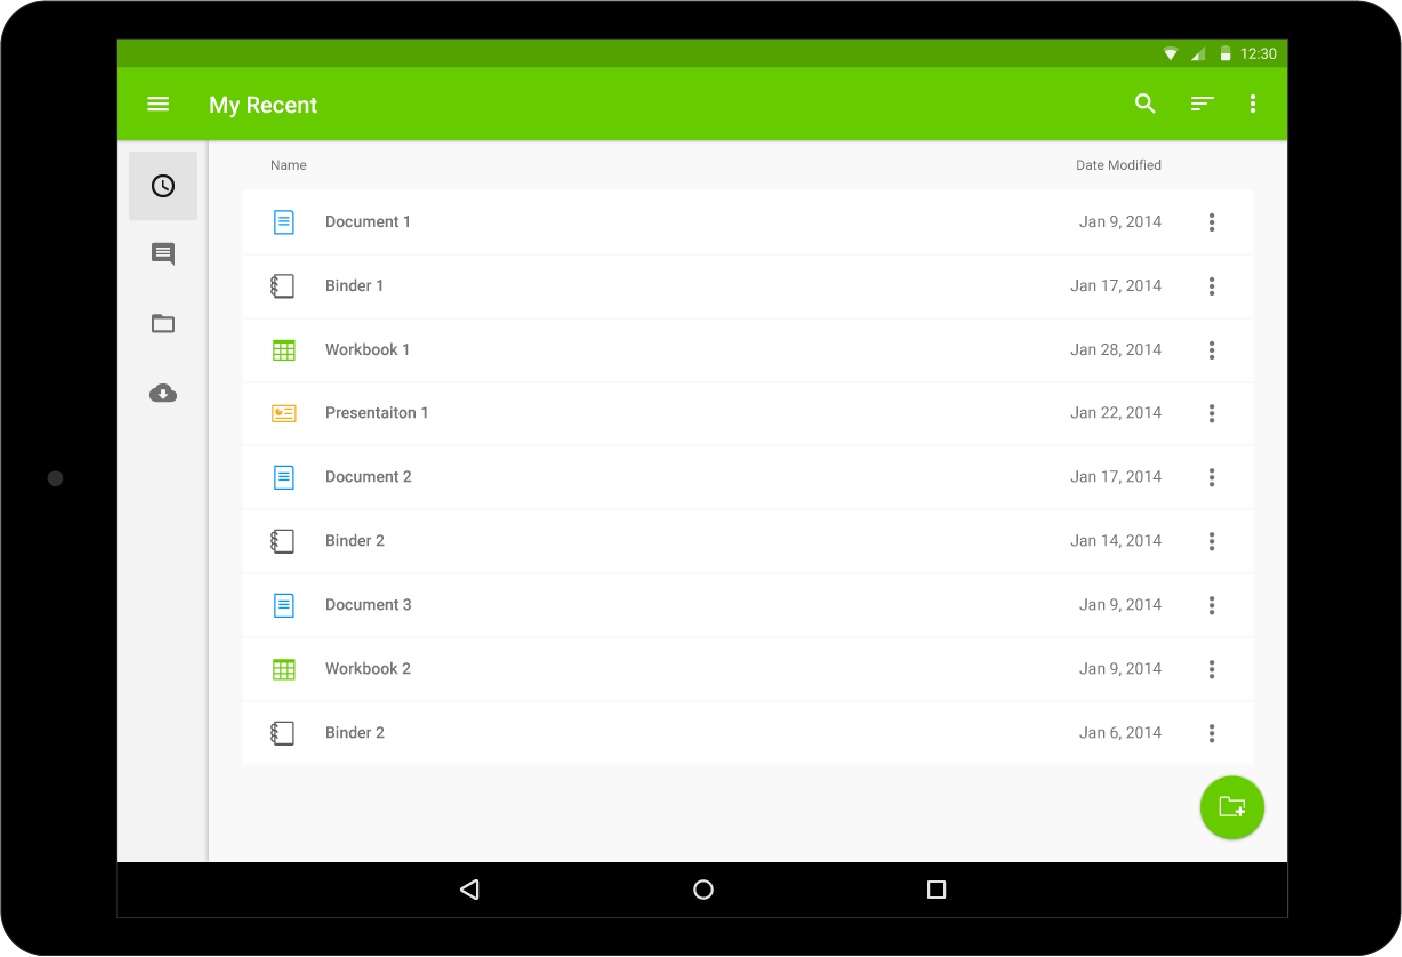 12:30
My Recent
Name Date Modified
Document 1 Jan 9, 2014
Binder 1 Jan 17, 2014
Workbook 1 Jan 28, 2014
Presentaiton 1 Jan 22, 2014
Document 2 Jan 17, 2014
Binder 2 Jan 14, 2014
Document 3 Jan 9, 2014
Workbook 2 Jan 9, 2014
Binder 2 Jan 6, 2014